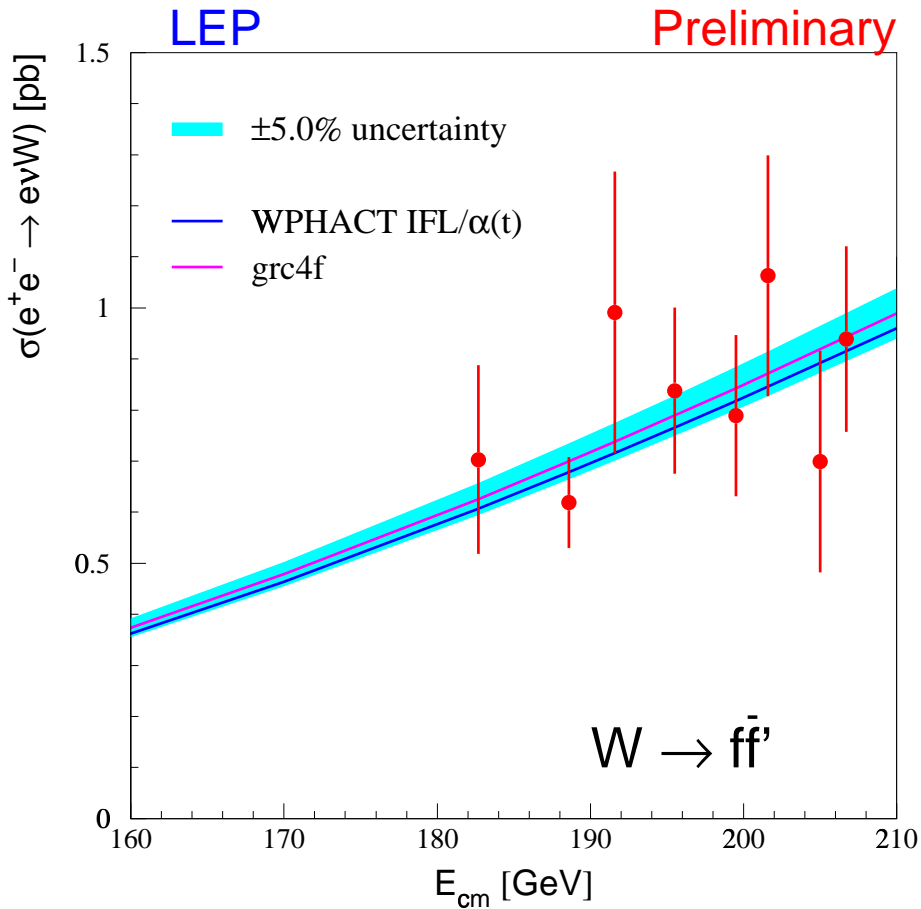 LEP Preliminary
σ(e⁺e⁻ → eνW) [pb]
1.5
±5.0% uncertainty
WPHACT IFL/α(t)
grc4f
1
0.5
W → ff̄’
0
160 170 180 190 200 210
E_cm [GeV]